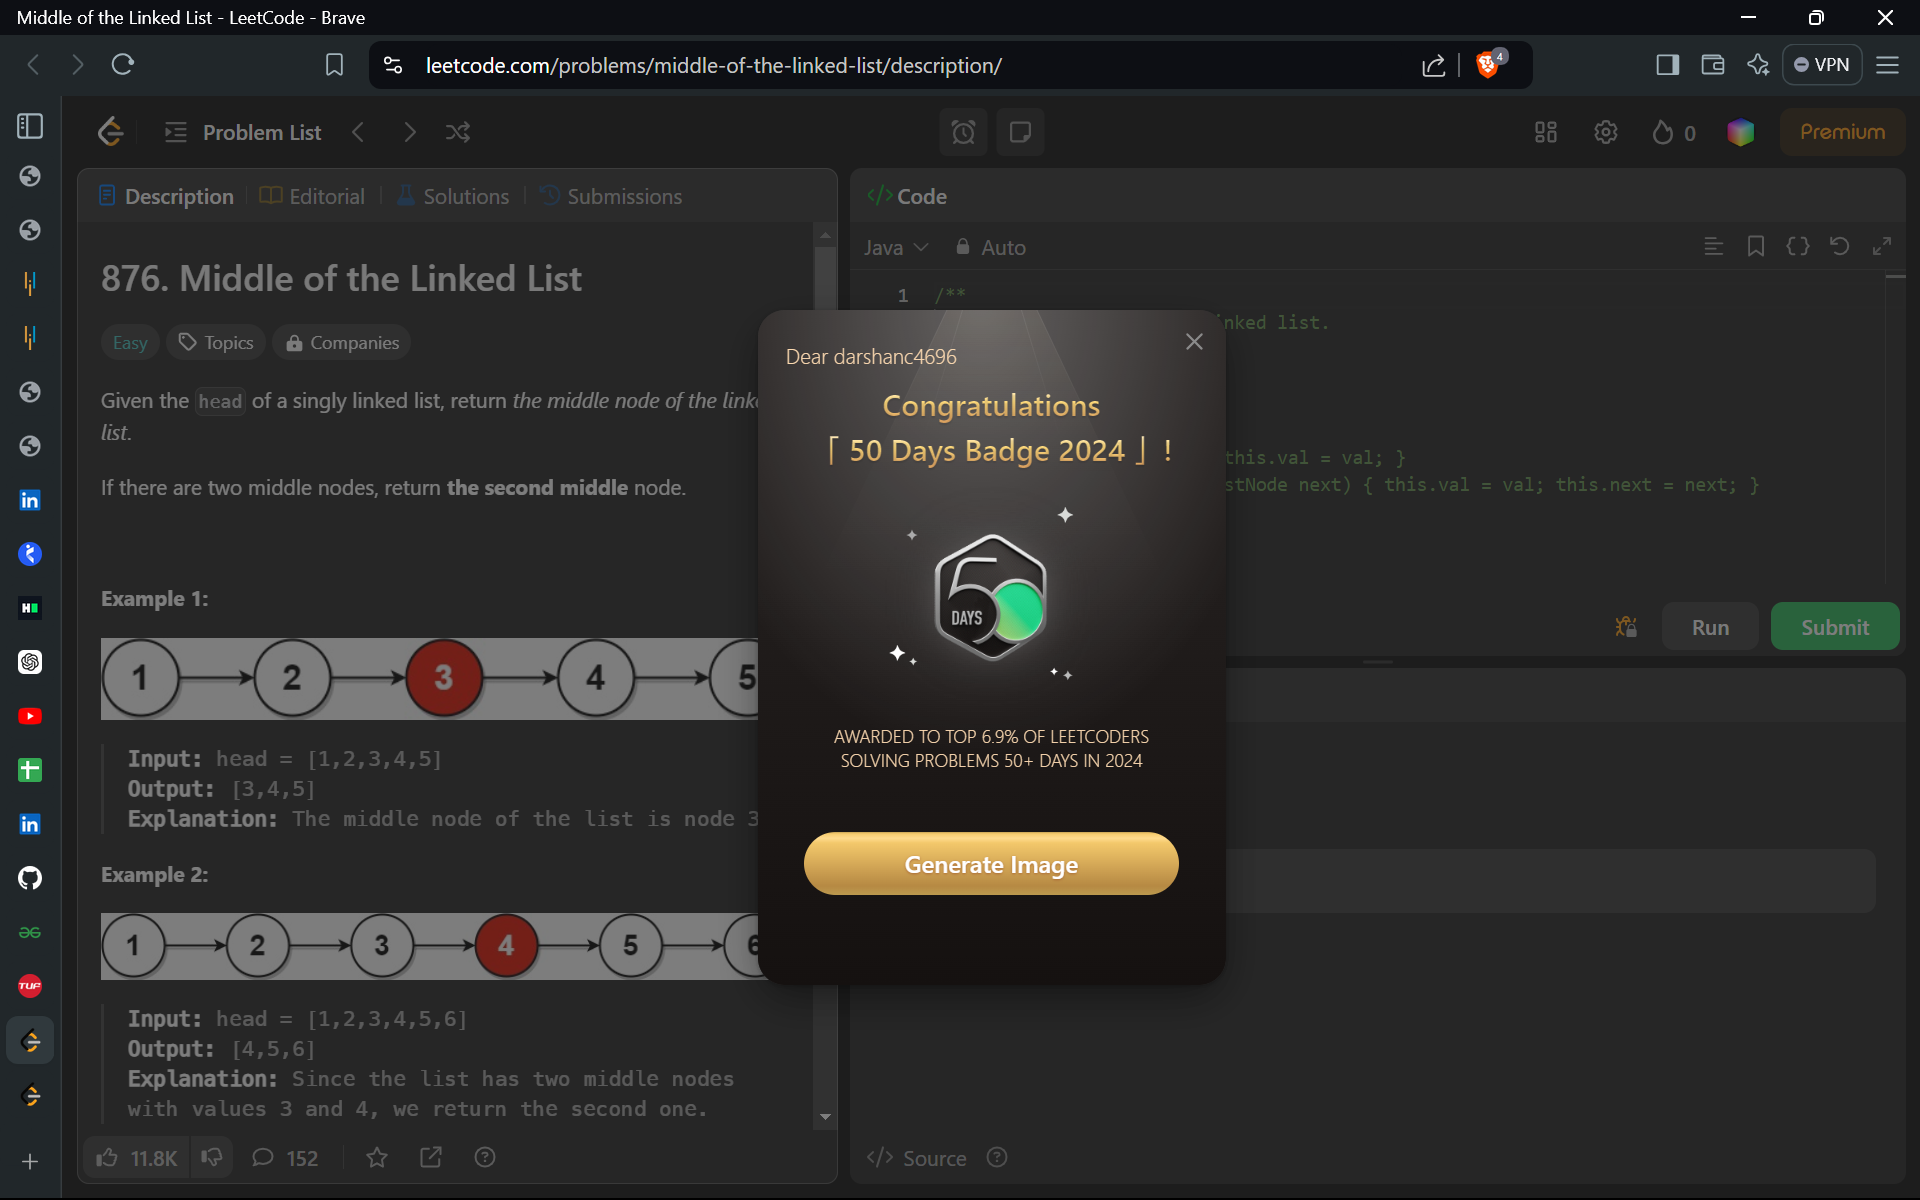 Middle of the Linked List - LeetCode - Brave
leetcode.com/problems/middle-of-the-linked-list/description/
4
VPN
Problem List
0
Premium
Description
Editorial
Solutions
Submissions
876. Middle of the Linked List
Easy
Topics
Companies
Given the head of a singly linked list, return the middle node of the
list.
If there are two middle nodes, return the second middle node.
Example 1:
1 2 3 4 5
Input: head = [1,2,3,4,5]
Output: [3,4,5]
Explanation: The middle node of the list is node 3
Example 2:
1 2 3 4 5 6
Input: head = [1,2,3,4,5,6]
Output: [4,5,6]
Explanation: Since the list has two middle nodes
with values 3 and 4, we return the second one.
11.8K
152
</> Code
Java
Auto
1 /**
nked list.
this.val = val; }
stNode next) { this.val = val; this.next = next; }
Run
Submit
</> Source
Dear darshanc4696
Congratulations
「 50 Days Badge 2024 」 !
50
DAYS
AWARDED TO TOP 6.9% OF LEETCODERS
SOLVING PROBLEMS 50+ DAYS IN 2024
Generate Image
in
H
in
TUF